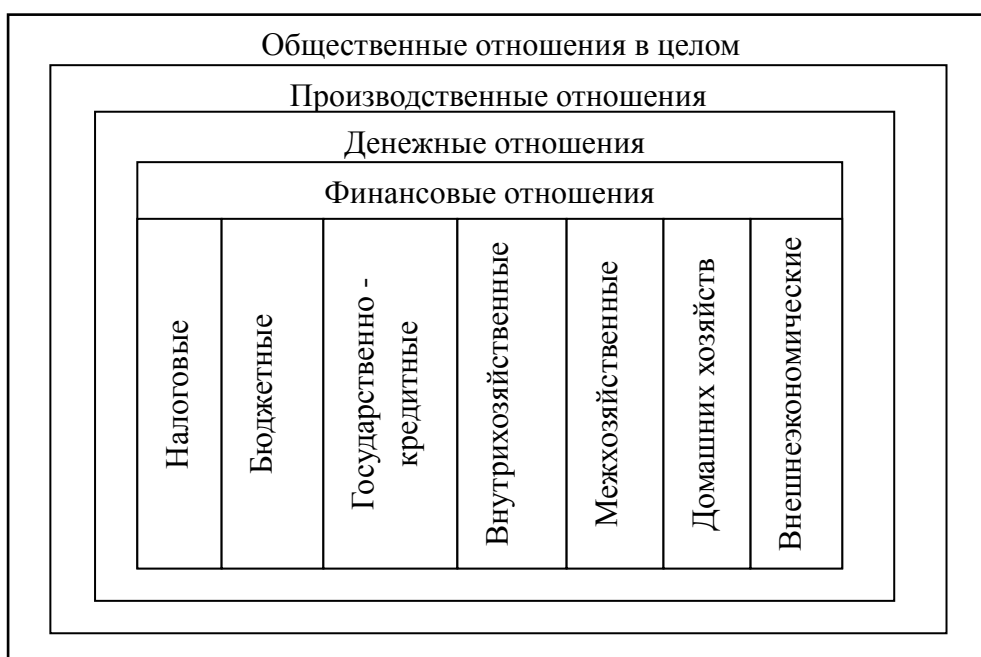 Общественные отношения в целом
Производственные отношения
Денежные отношения
Финансовые отношения
Налоговые
Бюджетные
Государственно -
кредитные
Внутрихозяйственные
Межхозяйственные
Домашних хозяйств
Внешнеэкономические